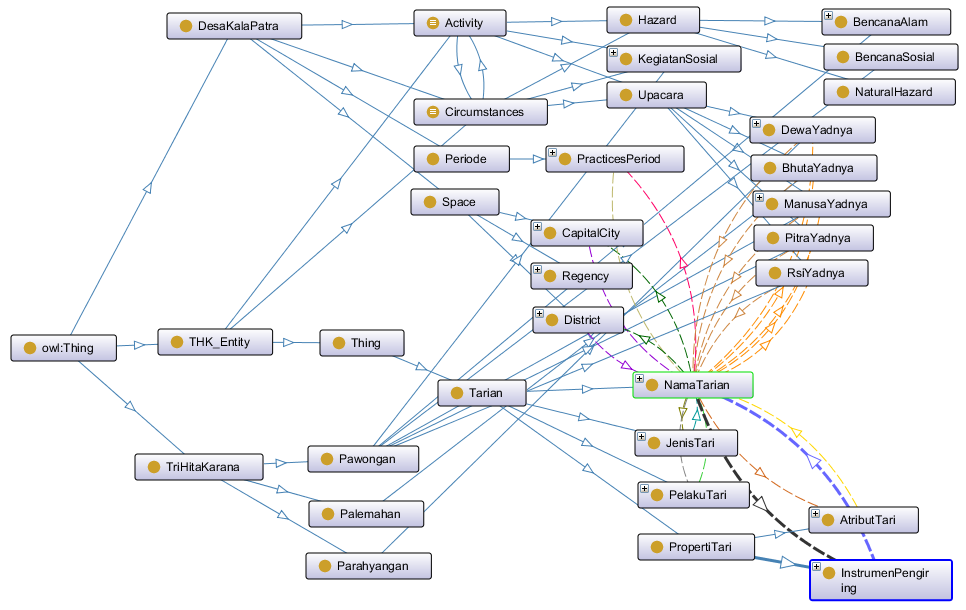 DesaKalaPatra
Activity
Hazard
BencanaAlam
KegiatanSosial
BencanaSosial
Circumstances
Upacara
NaturalHazard
DewaYadnya
Periode
PracticesPeriod
BhutaYadnya
Space
ManusaYadnya
CapitalCity
PitraYadnya
Regency
RsiYadnya
District
owl:Thing
THK_Entity
Thing
Tarian
NamaTarian
JenisTari
TriHitaKarana
Pawongan
PelakuTari
Palemahan
AtributTari
PropertiTari
Parahyangan
InstrumenPengir
ing